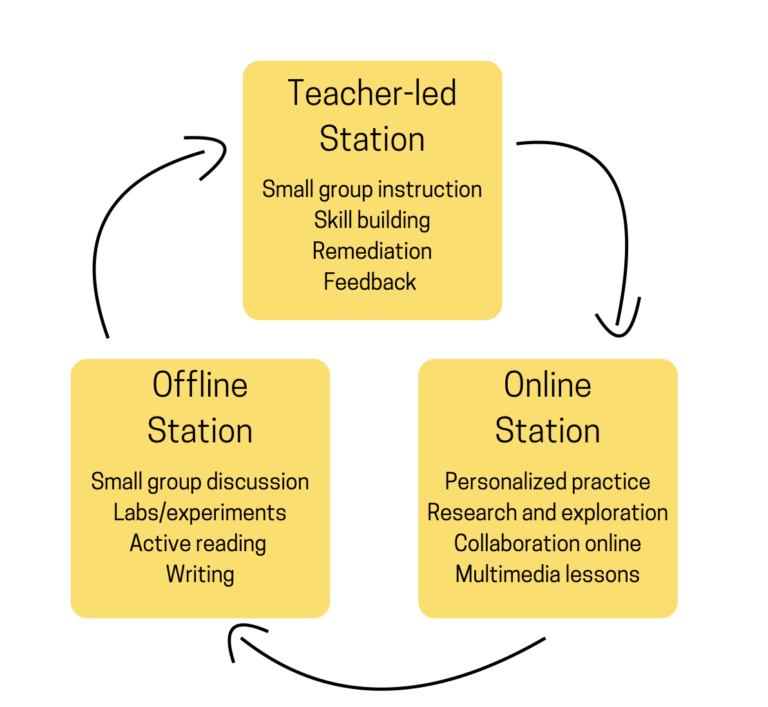 Teacher-led
Station
Small group instruction
Skill building
Remediation
Feedback
Offline
Station
Small group discussion
Labs/experiments
Active reading
Writing
Online
Station
Personalized practice
Research and exploration
Collaboration online
Multimedia lessons